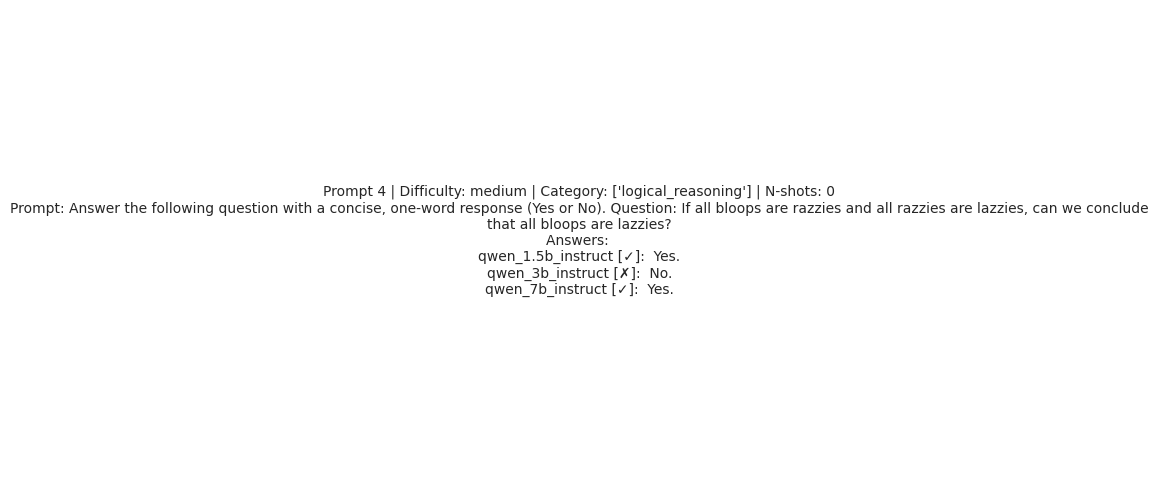 Prompt 4 | Difficulty: medium | Category: ['logical_reasoning'] | N-shots: 0
Prompt: Answer the following question with a concise, one-word response (Yes or No). Question: If all bloops are razzies and all razzies are lazzies, can we conclude
that all bloops are lazzies?
Answers:
qwen_1.5b_instruct [✓]:  Yes.
qwen_3b_instruct [✗]:  No.
qwen_7b_instruct [✓]:  Yes.